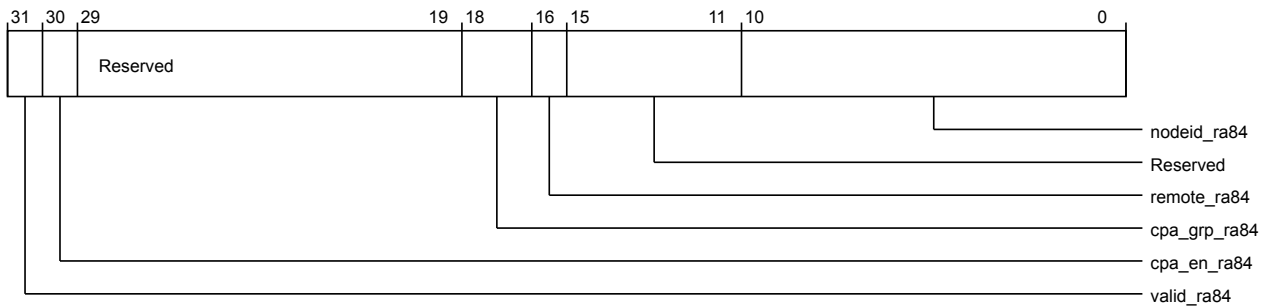 31 30 29 19 18 16 15 11 10 0
Reserved
nodeid_ra84
Reserved
remote_ra84
cpa_grp_ra84
cpa_en_ra84
valid_ra84